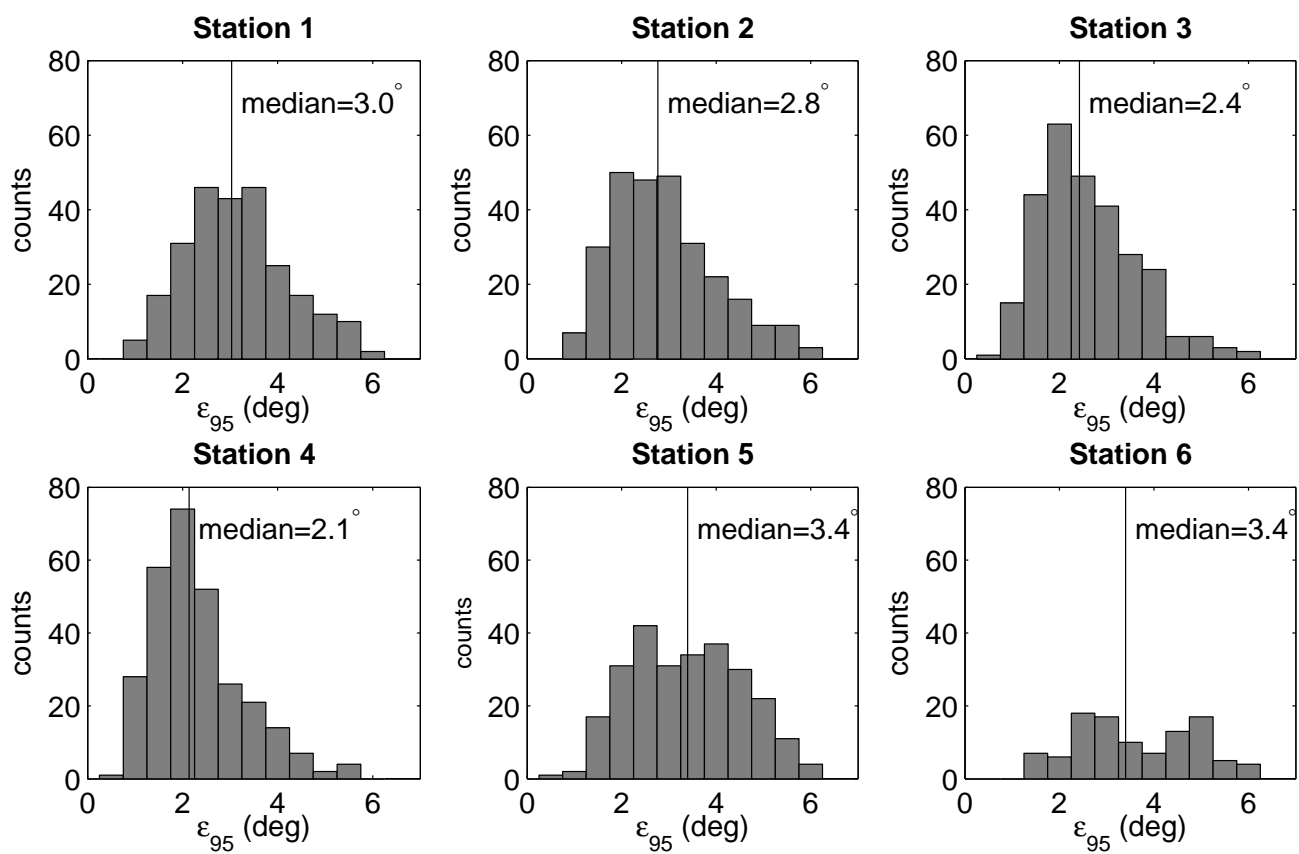 Station 1
80
60
40
20
0
counts
median=3.0°
0 2 4 6
ε95 (deg)
Station 2
80
60
40
20
0
counts
median=2.8°
0 2 4 6
ε95 (deg)
Station 3
80
60
40
20
0
counts
median=2.4°
0 2 4 6
ε95 (deg)
Station 4
80
60
40
20
0
counts
median=2.1°
0 2 4 6
ε95 (deg)
Station 5
80
60
40
20
0
counts
median=3.4°
0 2 4 6
ε95 (deg)
Station 6
80
60
40
20
0
counts
median=3.4°
0 2 4 6
ε95 (deg)